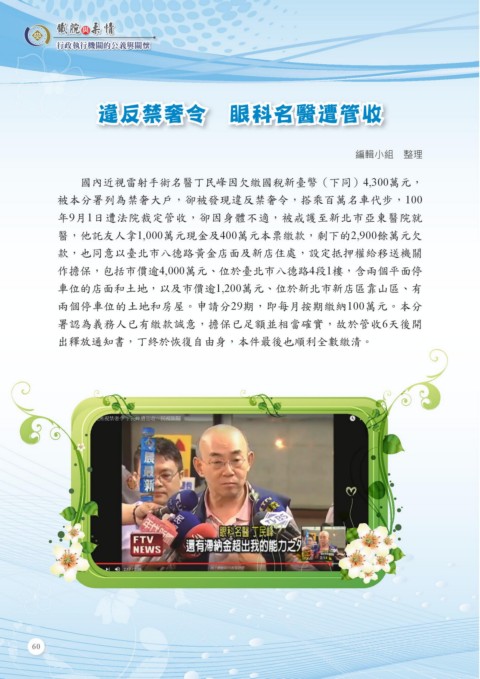 鐵腕與柔情
行政執行機關的公義與關懷
違反禁奢令 眼科名醫遭管收
編輯小組 整理
國內近視雷射手術名醫丁民峰因欠繳國稅新臺幣（下同）4,300萬元，
被本分署列為禁奢大戶，卻被發現違反禁奢令，搭乘百萬名車代步，100
年9月1日遭法院裁定管收，卻因身體不適，被戒護至新北市亞東醫院就
醫，他託友人拿1,000萬元現金及400萬元本票繳款，剩下的2,900餘萬元欠
款，也同意以臺北市八德路黃金店面及新店住處，設定抵押權給移送機關
作擔保，包括市價逾4,000萬元、位於臺北市八德路4段1樓，含兩個平面停
車位的店面和土地，以及市價逾1,200萬元、位於新北市新店區靠山區、有
兩個停車位的土地和房屋。申請分29期，即每月按期繳納100萬元。本分
署認為義務人已有繳款誠意，擔保已足額並相當確實，故於管收6天後開
出釋放通知書，丁終於恢復自由身，本件最後也順利全數繳清。
最新
FTV
NEWS
眼科名醫 丁民峰
還有滯納金超出我的能力之外
60